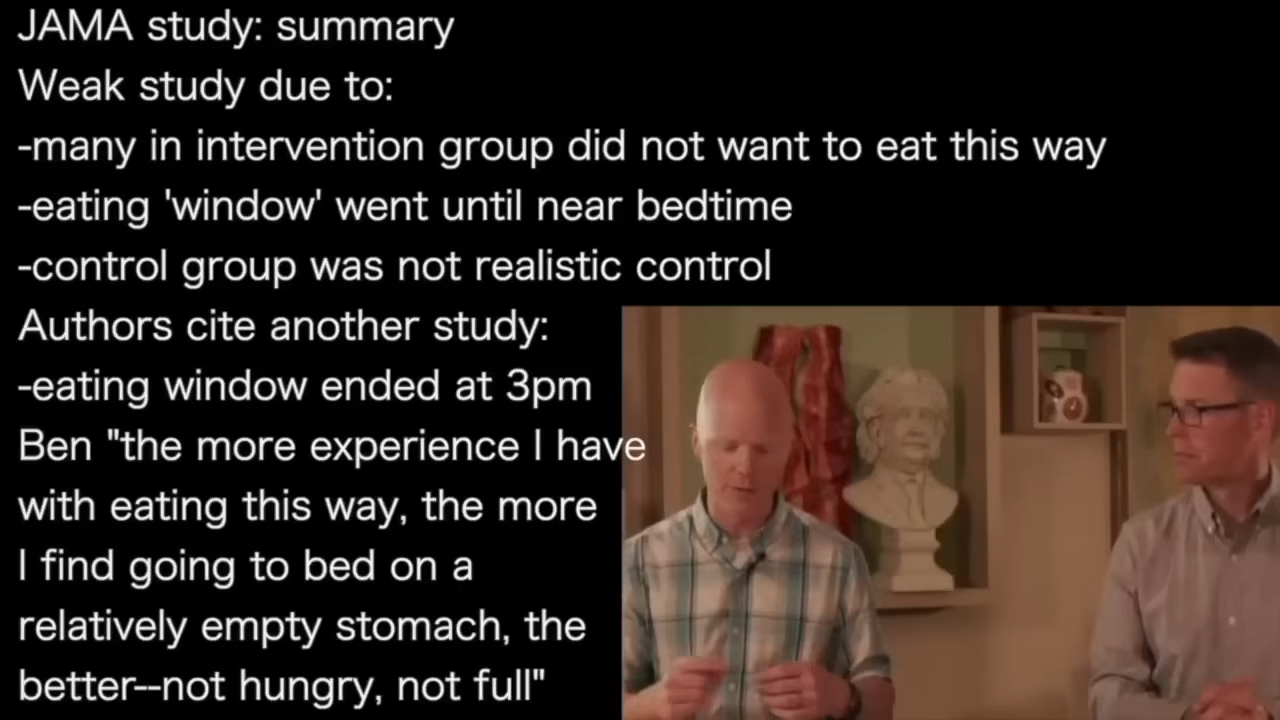 JAMA study: summary
Weak study due to:
-many in intervention group did not want to eat this way
-eating 'window' went until near bedtime
-control group was not realistic control
Authors cite another study:
-eating window ended at 3pm
Ben "the more experience I have
with eating this way, the more
I find going to bed on a
relatively empty stomach, the
better--not hungry, not full"